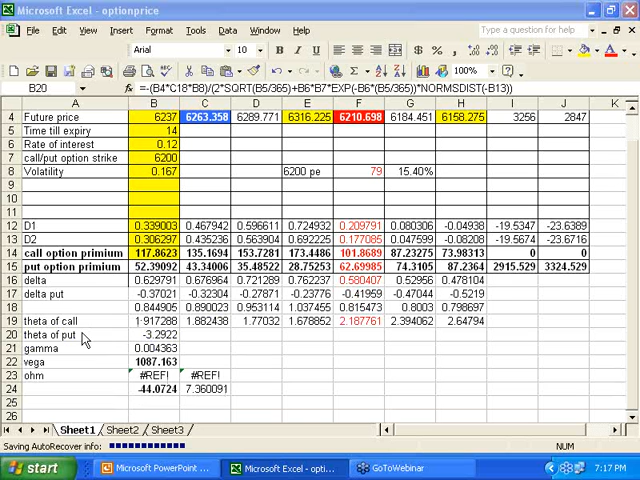 Microsoft Excel - optionprice
File Edit View Insert Format Tools Data Window Help Type a question for help
Arial 10 B I U $ % ,
Σ 100%
B20 fx =-(B4*C18*B8)/(2*SQRT(B5/365))+B6*B7*EXP(-B6*(B5/365))*NORMSDIST(-B13))
A B C D E F G H I J K
4 Future price 6237 6263.358 6289.771 6316.225 6210.698 6184.451 6158.275 3256 2847
5 Time till expiry 14
6 Rate of interest 0.12
7 call/put option strike 6200
8 Volatility 0.167 6200 pe 79 15.40%
9
10
11
12 D1 0.339003 0.467942 0.596611 0.724932 0.209791 0.080306 -0.04938 -19.5347 -23.6389
13 D2 0.306297 0.435236 0.563904 0.692225 0.177085 0.047599 -0.08208 -19.5674 -23.6716
14 call option primium 117.8623 135.1694 153.7281 173.4486 101.8689 87.23275 73.98313 0 0
15 put option primium 52.39092 43.34006 35.48522 28.75253 62.69985 74.3105 87.2364 2915.529 3324.529
16 delta 0.629791 0.676964 0.721289 0.762237 0.580407 0.52956 0.478104
17 delta put -0.37021 -0.32304 -0.27871 -0.23776 -0.41959 -0.47044 -0.5219
18 0.844905 0.890023 0.953114 1.037455 0.815473 0.8003 0.798697
19 theta of call 1.917288 1.882438 1.77032 1.678852 2.187761 2.394062 2.64794
20 theta of put -3.2922
21 gamma 0.004363
22 vega 1087.163
23 ohm #REF! #REF!
24 -44.0724 7.360091
25
26
Sheet1 Sheet2 Sheet3
Saving AutoRecover info: NUM
start Microsoft PowerPoint ... Microsoft Excel - opti... GoToWebinar 7:17 PM